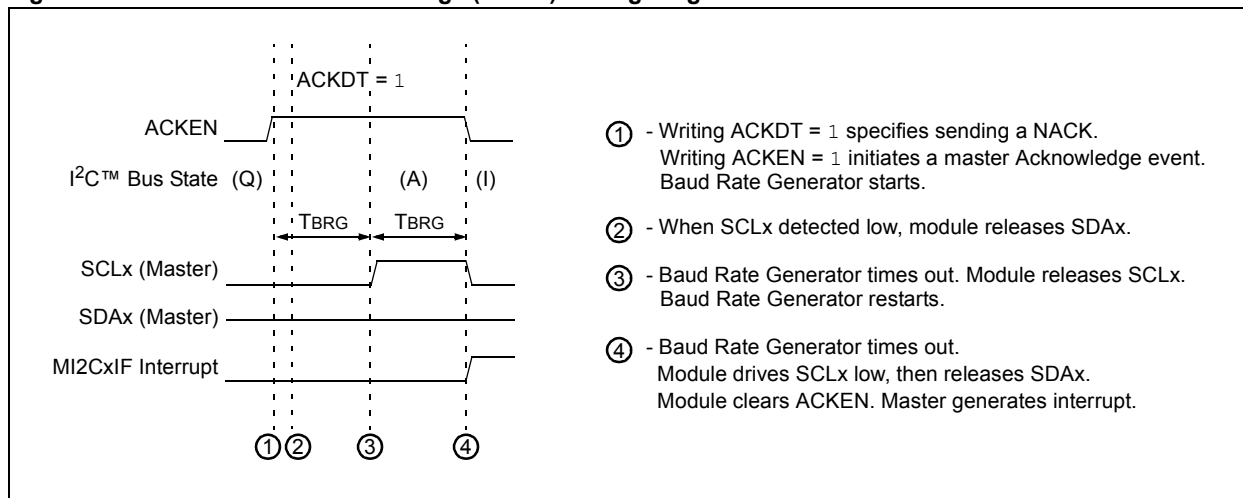 ACKDT = 1
ACKEN
I²C™ Bus State (Q) (A) (I)
TBRG TBRG
SCLx (Master)
SDAx (Master)
MI2CxIF Interrupt
1 2 3 4
1 - Writing ACKDT = 1 specifies sending a NACK.
Writing ACKEN = 1 initiates a master Acknowledge event.
Baud Rate Generator starts.
2 - When SCLx detected low, module releases SDAx.
3 - Baud Rate Generator times out. Module releases SCLx.
Baud Rate Generator restarts.
4 - Baud Rate Generator times out.
Module drives SCLx low, then releases SDAx.
Module clears ACKEN. Master generates interrupt.